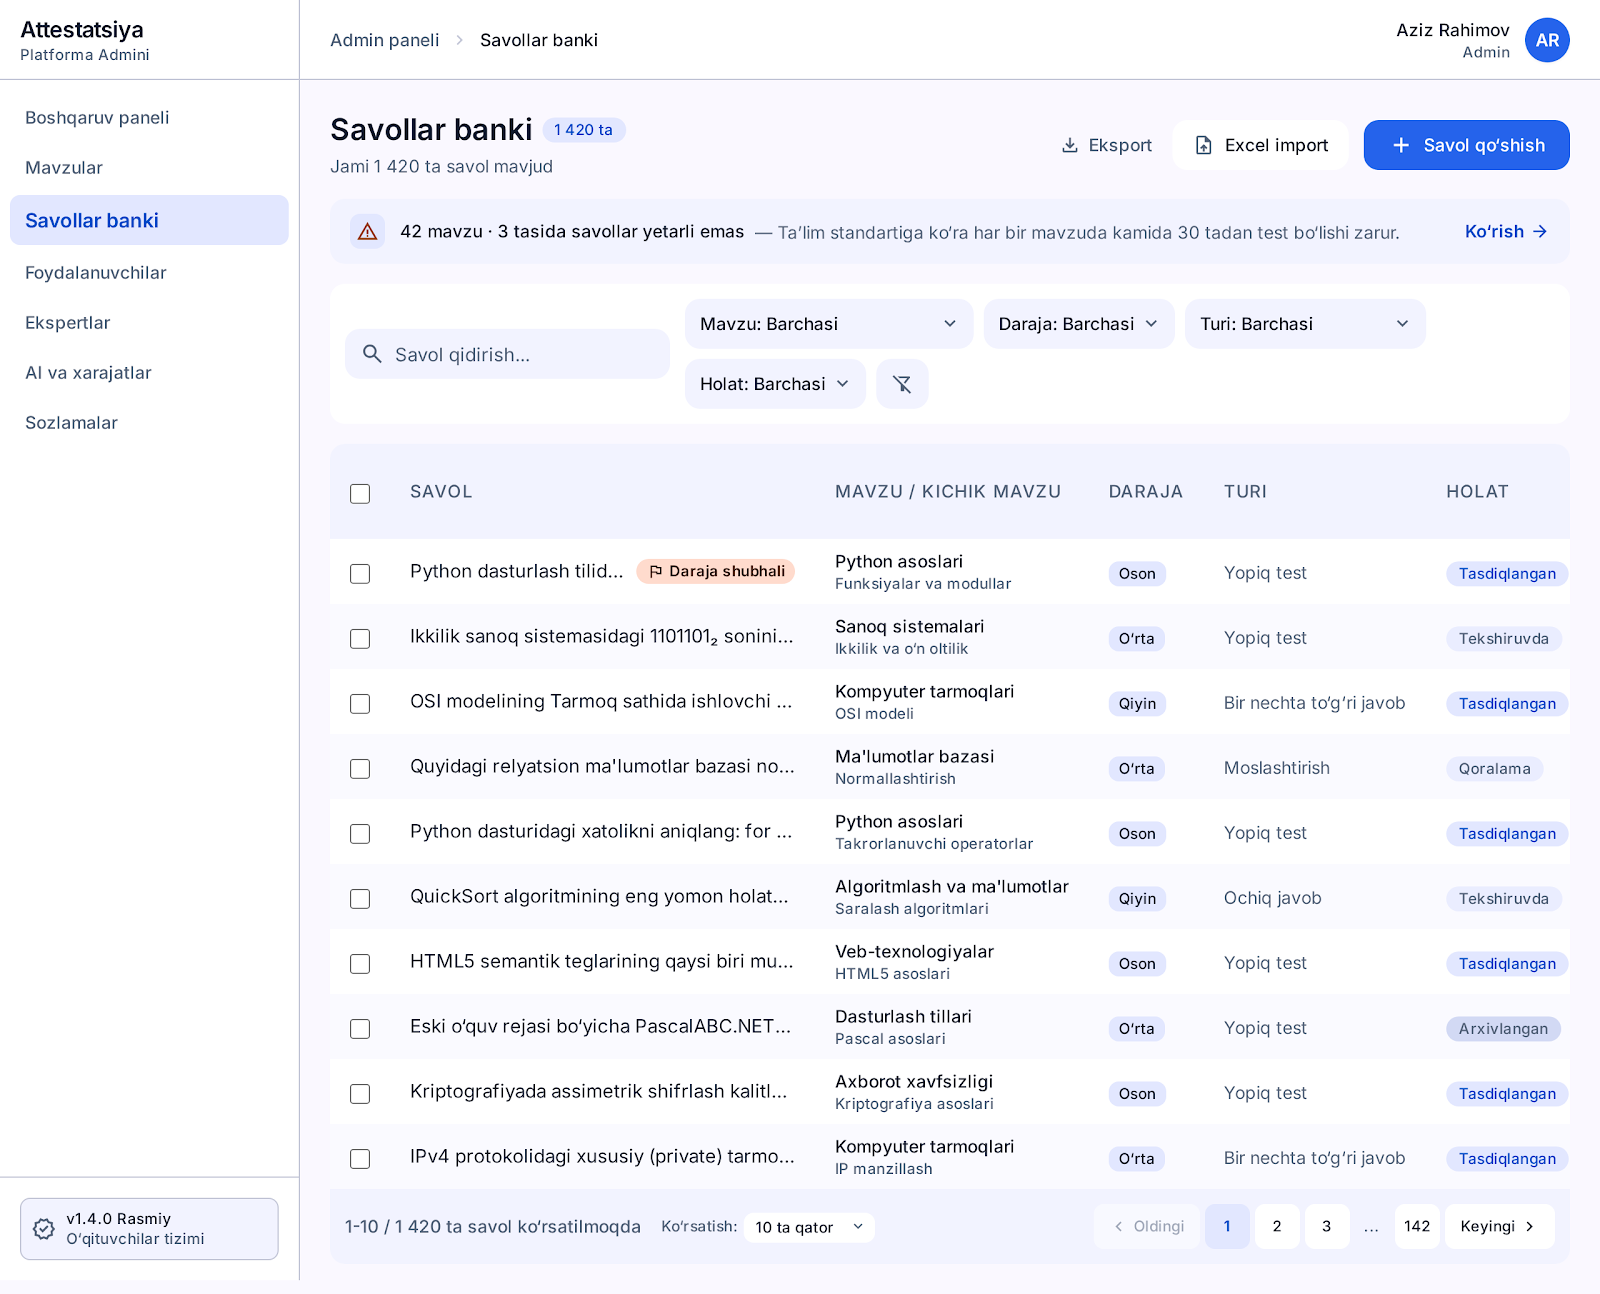 Attestatsiya
Platforma Admini
Admin paneli
Savollar banki
Aziz Rahimov
Admin
AR
Boshqaruv paneli
Mavzular
Savollar banki
Foydalanuvchilar
Ekspertlar
AI va xarajatlar
Sozlamalar
v1.4.0 Rasmiy
O‘qituvchilar tizimi
Savollar banki
1 420 ta
Jami 1 420 ta savol mavjud
Eksport
Excel import
Savol qo‘shish
42 mavzu · 3 tasida savollar yetarli emas — Ta’lim standartiga ko‘ra har bir mavzuda kamida 30 tadan test bo‘lishi zarur.
Ko‘rish
Savol qidirish...
Mavzu: Barchasi
Daraja: Barchasi
Turi: Barchasi
Holat: Barchasi
SAVOL MAVZU / KICHIK MAVZU DARAJA TURI HOLAT
Python dasturlash tilid... Daraja shubhali
Python asoslari
Funksiyalar va modullar
Oson
Yopiq test
Tasdiqlangan
Ikkilik sanoq sistemasidagi 1101101₂ sonini...
Sanoq sistemalari
Ikkilik va o‘n oltilik
O‘rta
Yopiq test
Tekshiruvda
OSI modelining Tarmoq sathida ishlovchi ...
Kompyuter tarmoqlari
OSI modeli
Qiyin
Bir nechta to‘g‘ri javob
Tasdiqlangan
Quyidagi relyatsion ma'lumotlar bazasi no...
Ma'lumotlar bazasi
Normallashtirish
O‘rta
Moslashtirish
Qoralama
Python dasturidagi xatolikni aniqlang: for ...
Python asoslari
Takrorlanuvchi operatorlar
Oson
Yopiq test
Tasdiqlangan
QuickSort algoritmining eng yomon holat...
Algoritmlash va ma'lumotlar
Saralash algoritmlari
Qiyin
Ochiq javob
Tekshiruvda
HTML5 semantik teglarining qaysi biri mu...
Veb-texnologiyalar
HTML5 asoslari
Oson
Yopiq test
Tasdiqlangan
Eski o‘quv rejasi bo‘yicha PascalABC.NET...
Dasturlash tillari
Pascal asoslari
O‘rta
Yopiq test
Arxivlangan
Kriptografiyada assimetrik shifrlash kalitl...
Axborot xavfsizligi
Kriptografiya asoslari
Oson
Yopiq test
Tasdiqlangan
IPv4 protokolidagi xususiy (private) tarmo...
Kompyuter tarmoqlari
IP manzillash
O‘rta
Bir nechta to‘g‘ri javob
Tasdiqlangan
1-10 / 1 420 ta savol ko‘rsatilmoqda
Ko‘rsatish: 10 ta qator
Oldingi 1 2 3 ... 142 Keyingi